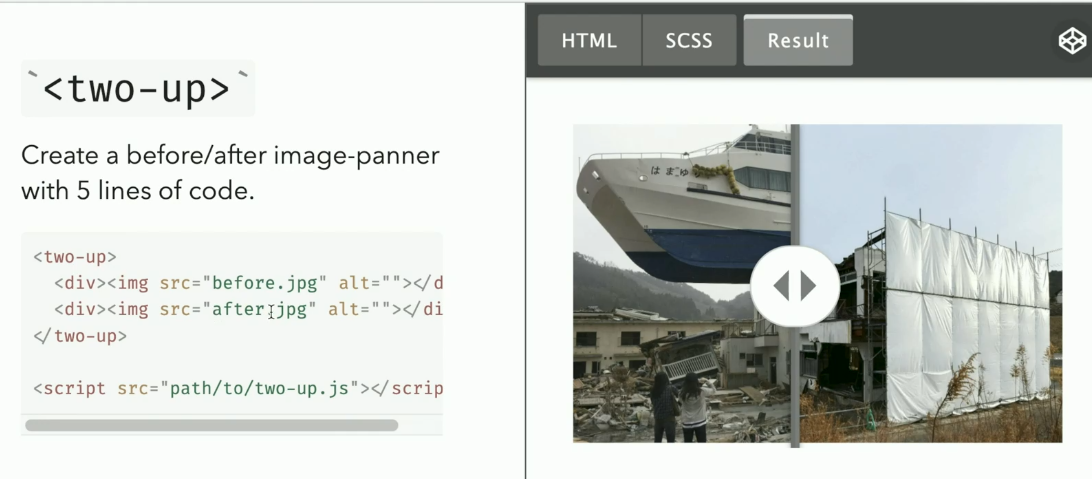 `<two-up>`
Create a before/after image-panner
with 5 lines of code.
<two-up>
<div><img src="before.jpg" alt=""></d
<div><img src="after.jpg" alt=""></di
</two-up>
<script src="path/to/two-up.js"></scrip
HTML SCSS Result
はまゆ